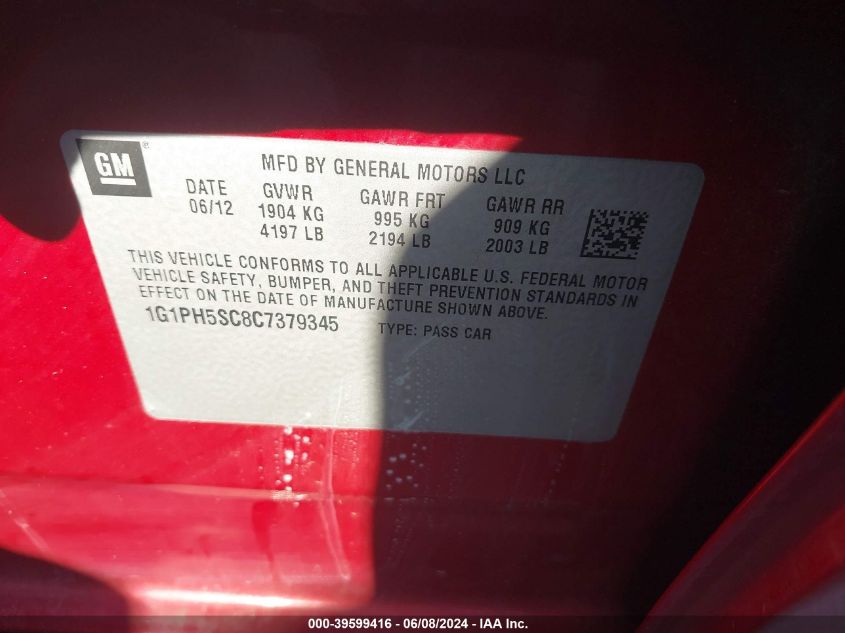 GM®
MFD BY GENERAL MOTORS LLC
DATE GVWR GAWR FRT GAWR RR
06/12 1904 KG 995 KG 909 KG
4197 LB 2194 LB 2003 LB
THIS VEHICLE CONFORMS TO ALL APPLICABLE U.S. FEDERAL MOTOR
VEHICLE SAFETY, BUMPER, AND THEFT PREVENTION STANDARDS IN
EFFECT ON THE DATE OF MANUFACTURE SHOWN ABOVE.
1G1PH5SC8C7379345 TYPE: PASS CAR
000-39599416 - 06/08/2024 - IAA Inc.